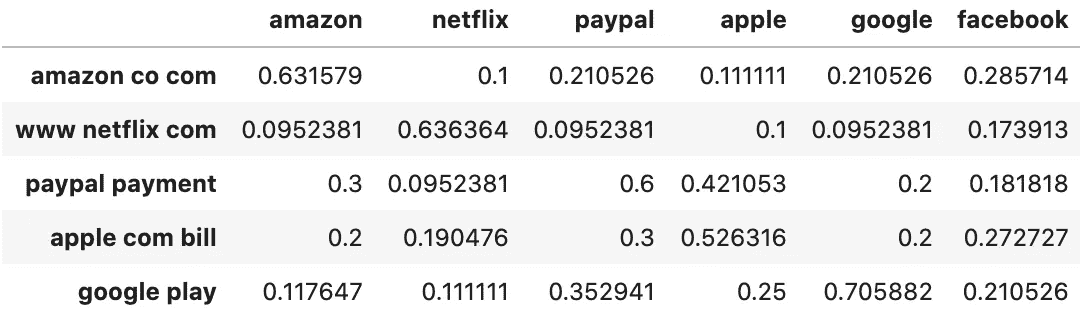 amazon netflix paypal apple google facebook
amazon co com 0.631579 0.1 0.210526 0.111111 0.210526 0.285714
www netflix com 0.0952381 0.636364 0.0952381 0.1 0.0952381 0.173913
paypal payment 0.3 0.0952381 0.6 0.421053 0.2 0.181818
apple com bill 0.2 0.190476 0.3 0.526316 0.2 0.272727
google play 0.117647 0.111111 0.352941 0.25 0.705882 0.210526